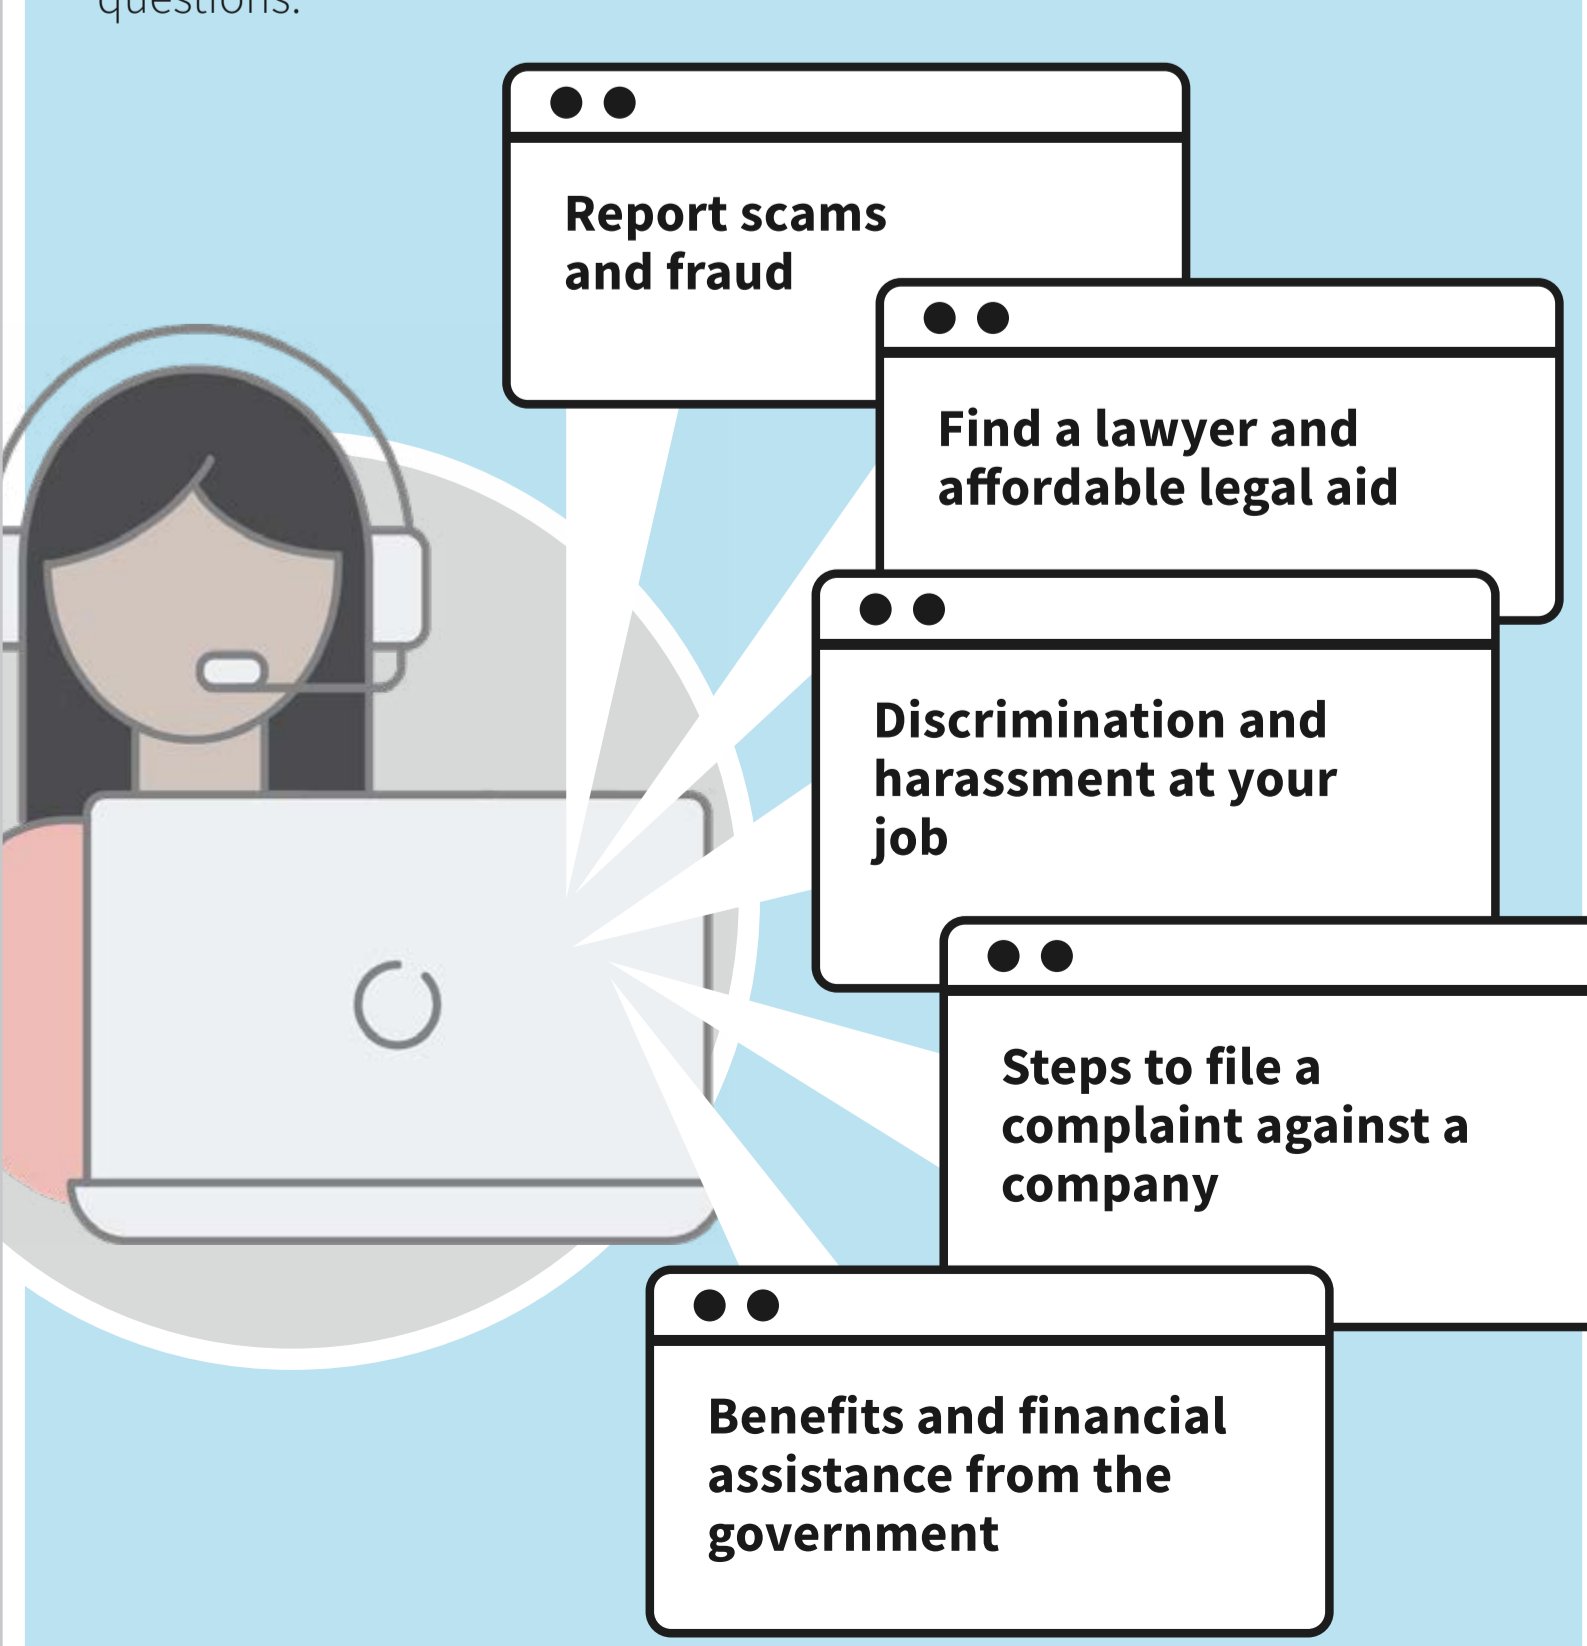 questions.
Report scams
and fraud
Find a lawyer and
affordable legal aid
Discrimination and
harassment at your
job
Steps to file a
complaint against a
company
Benefits and financial
assistance from the
government